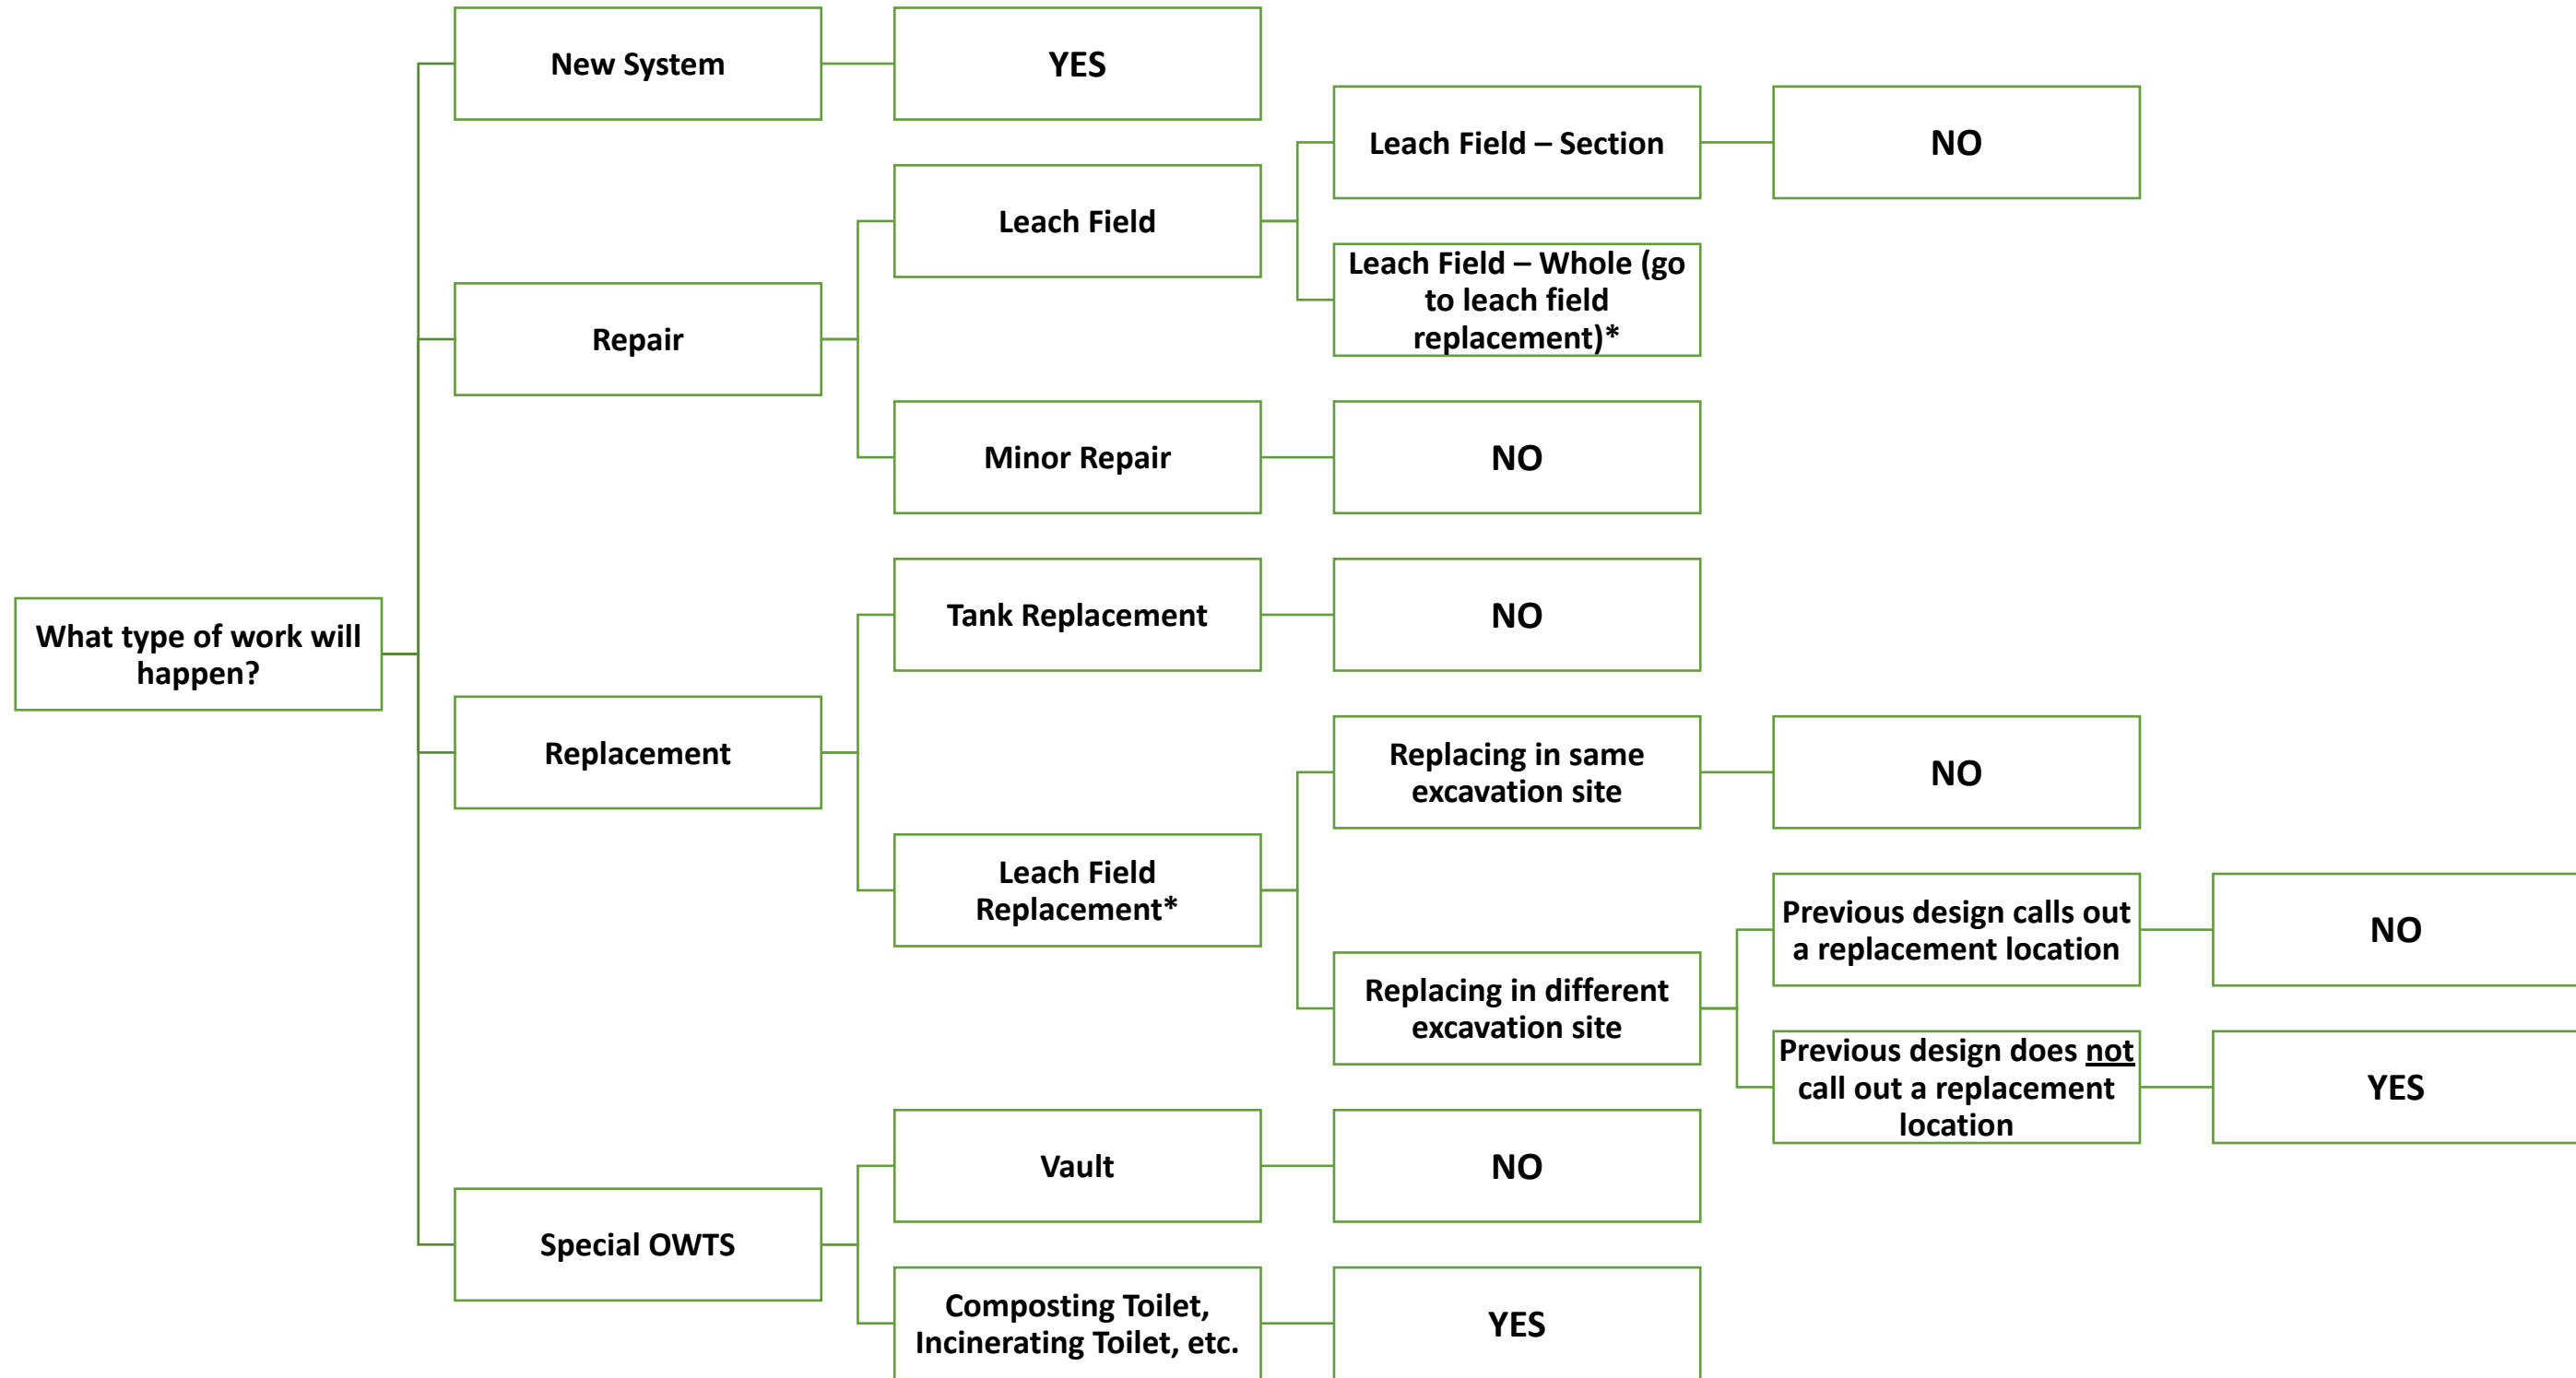 New System
YES
Leach Field – Section
NO
Leach Field
Leach Field – Whole (go
to leach field
replacement)*
Repair
Minor Repair
NO
Tank Replacement
NO
What type of work will
happen?
Replacement
Replacing in same
excavation site
NO
Leach Field
Replacement*
Previous design calls out
a replacement location
NO
Replacing in different
excavation site
Previous design does not
call out a replacement
location
YES
Vault
NO
Special OWTS
Composting Toilet,
Incinerating Toilet, etc.
YES